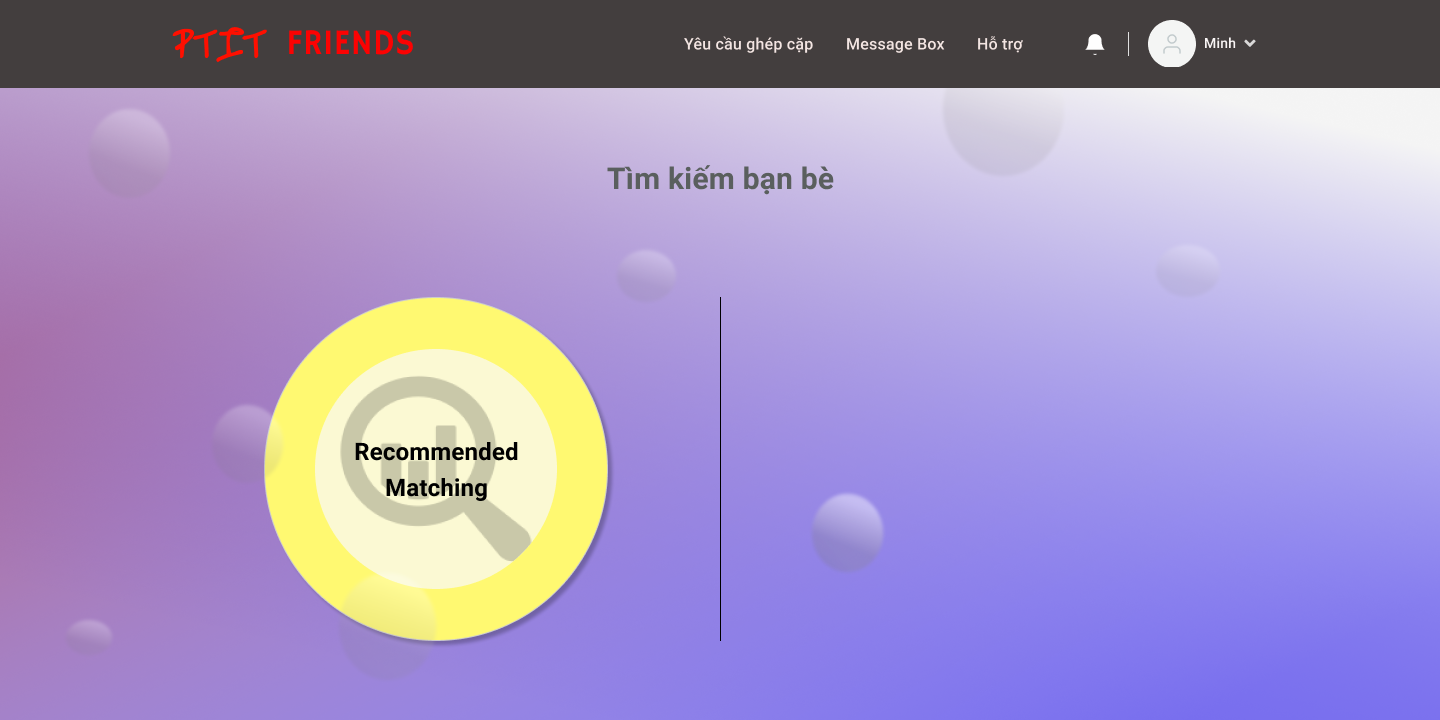 PTIT FRIENDS
Yêu cầu ghép cặp
Message Box
Hỗ trợ
Minh
Tìm kiếm bạn bè
Recommended
Matching